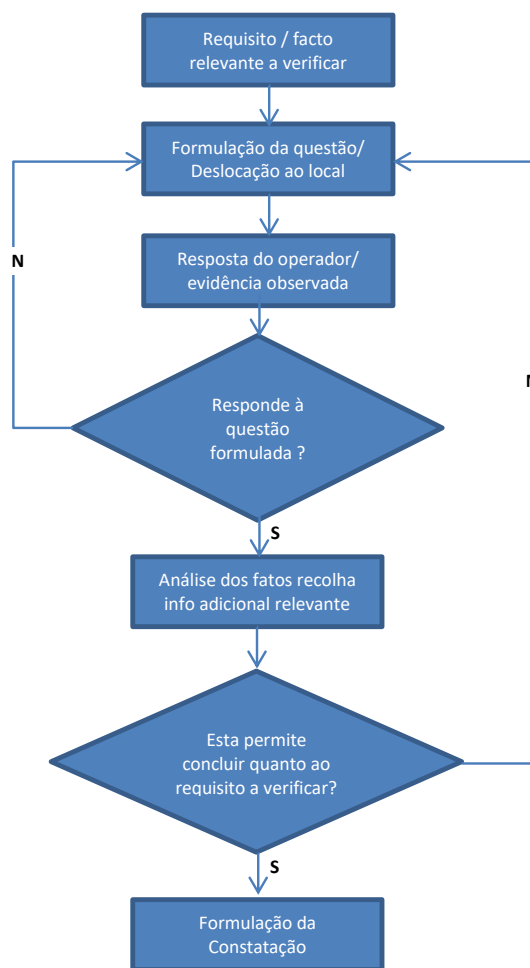 Requisito / facto
relevante a verificar
Formulação da questão/
Deslocação ao local
N
Resposta do operador/
evidência observada
Responde à
questão
formulada ?
S
Análise dos fatos recolha
info adicional relevante
Esta permite
concluir quanto ao
requisito a verificar?
S
Formulação da
Constatação